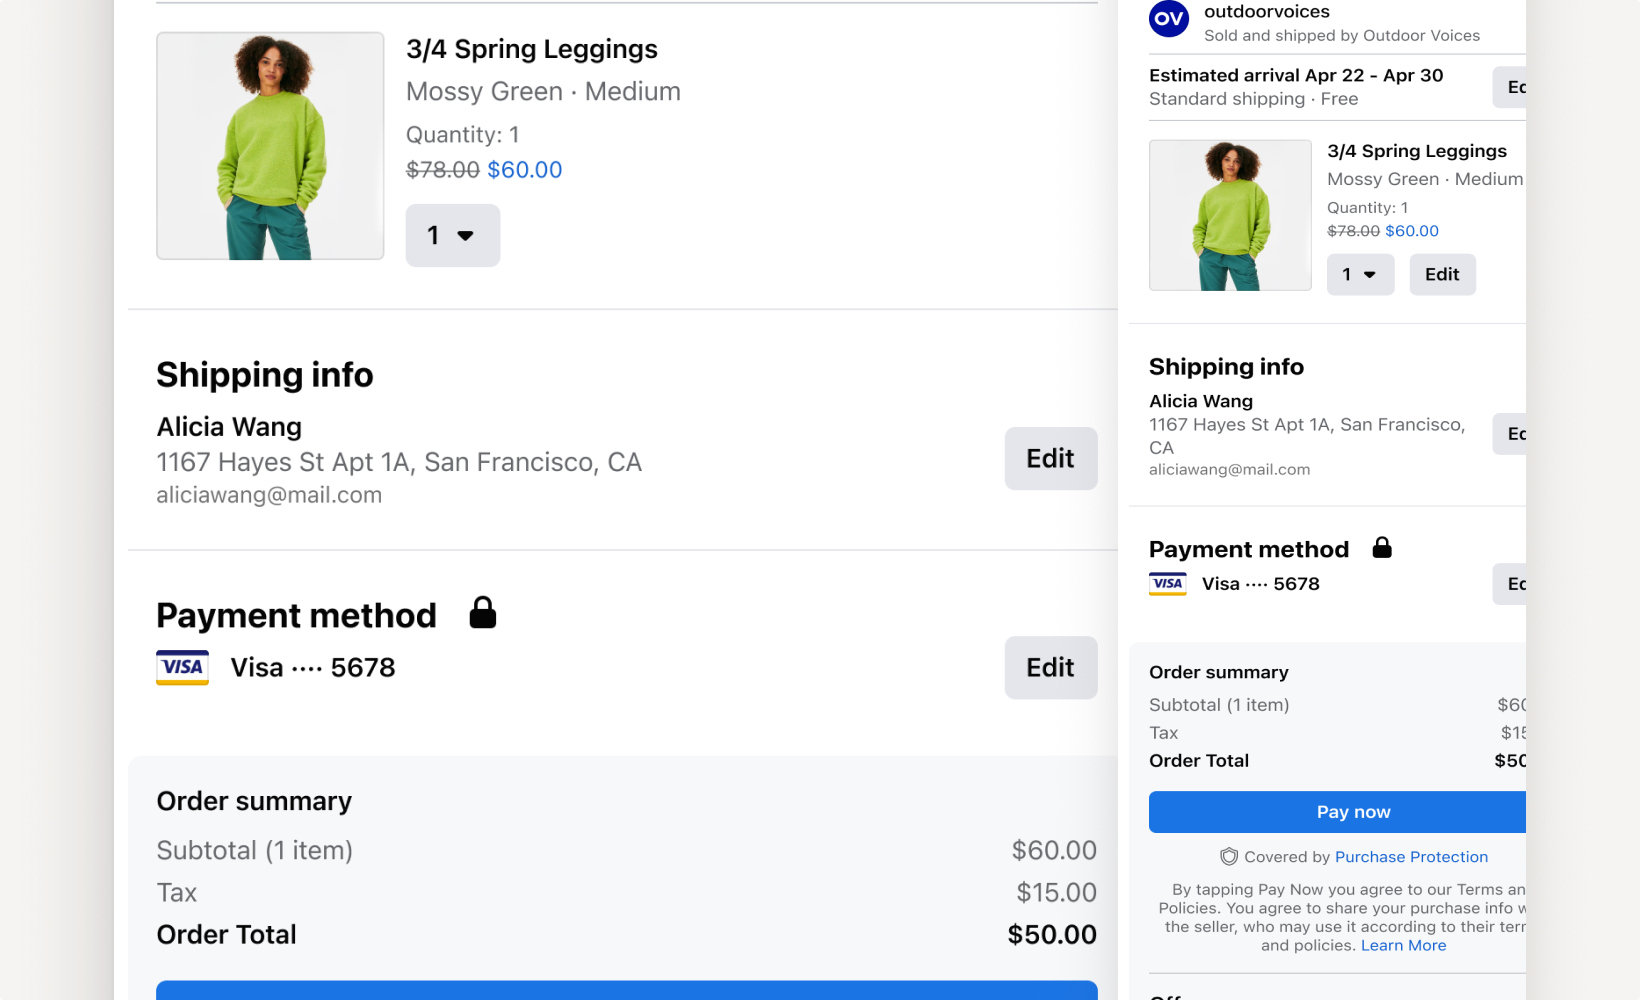 3/4 Spring Leggings
Mossy Green · Medium
Quantity: 1
$78.00 $60.00
1
Shipping info
Alicia Wang
1167 Hayes St Apt 1A, San Francisco, CA
aliciawang@mail.com
Edit
Payment method
VISA Visa ···· 5678
Edit
Order summary
Subtotal (1 item) $60.00
Tax $15.00
Order Total $50.00
OV outdoorvoices
Sold and shipped by Outdoor Voices
Estimated arrival Apr 22 - Apr 30
Standard shipping · Free
3/4 Spring Leggings
Mossy Green · Medium
Quantity: 1
$78.00 $60.00
1 Edit
Shipping info
Alicia Wang
1167 Hayes St Apt 1A, San Francisco,
CA
aliciawang@mail.com
Payment method
VISA Visa ···· 5678
Order summary
Subtotal (1 item)
Tax
Order Total
Pay now
Covered by Purchase Protection
By tapping Pay Now you agree to our Terms an
Policies. You agree to share your purchase info
the seller, who may use it according to their
and policies. Learn More